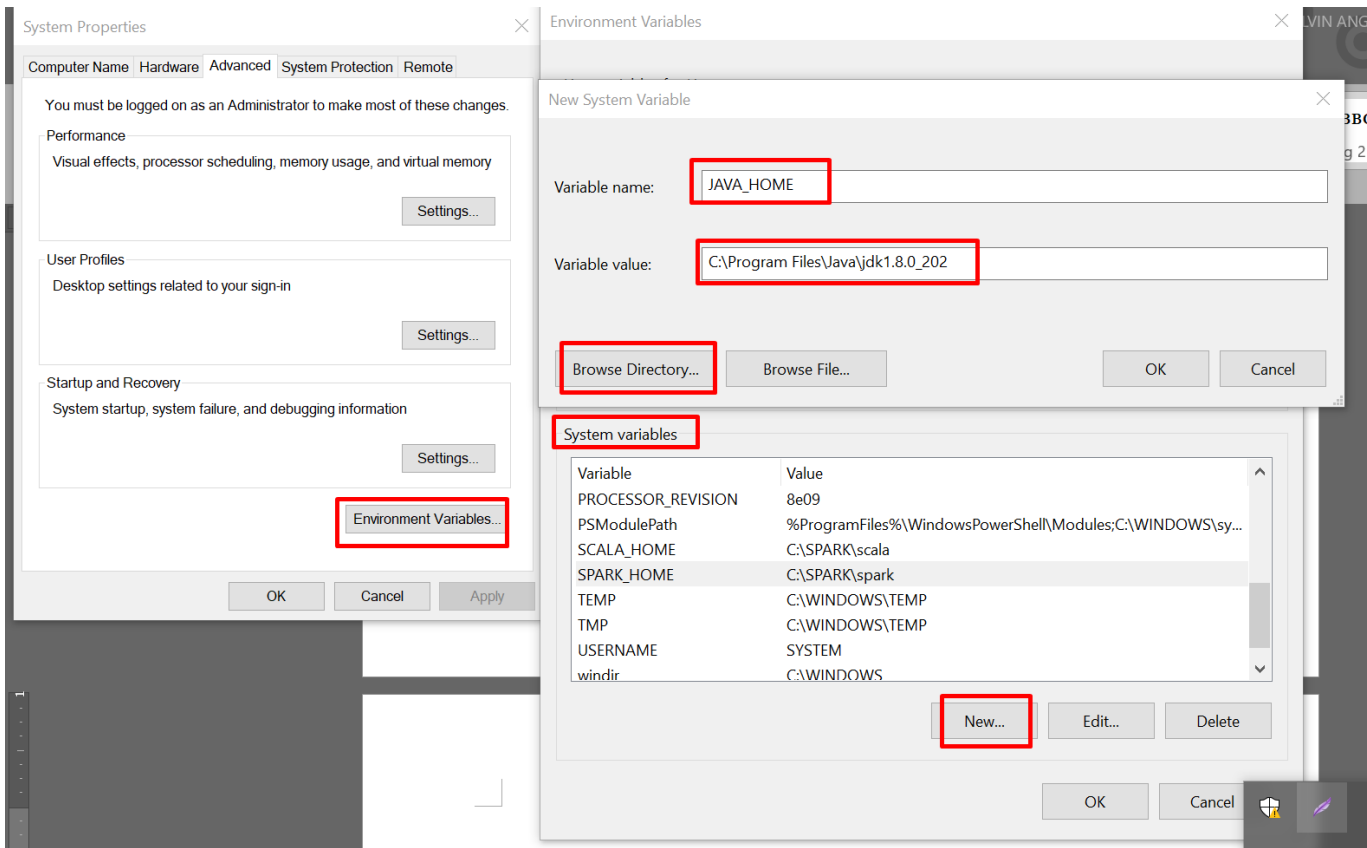 System Properties
Computer Name Hardware Advanced System Protection Remote
You must be logged on as an Administrator to make most of these changes.
Performance
Visual effects, processor scheduling, memory usage, and virtual memory
Settings...
User Profiles
Desktop settings related to your sign-in
Settings...
Startup and Recovery
System startup, system failure, and debugging information
Settings...
Environment Variables...
OK Cancel Apply
Environment Variables
LVIN ANG
New System Variable
Variable name: JAVA_HOME
Variable value: C:\Program Files\Java\jdk1.8.0_202
Browse Directory... Browse File... OK Cancel
System variables
Variable Value
PROCESSOR_REVISION 8e09
PSModulePath %ProgramFiles%\WindowsPowerShell\Modules;C:\WINDOWS\sy...
SCALA_HOME C:\SPARK\scala
SPARK_HOME C:\SPARK\spark
TEMP C:\WINDOWS\TEMP
TMP C:\WINDOWS\TEMP
USERNAME SYSTEM
windir C:\WINDOWS
New... Edit... Delete
OK Cancel